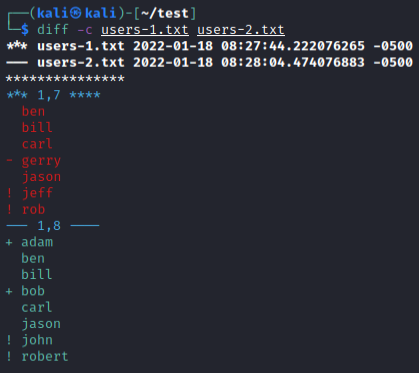 ┌──(kali㉿kali)-[~/test]
└─$ diff -c users-1.txt users-2.txt
*** users-1.txt 2022-01-18 08:27:44.222076265 -0500
--- users-2.txt 2022-01-18 08:28:04.474076883 -0500
***************
*** 1,7 ****
  ben
  bill
  carl
- gerry
  jason
! jeff
! rob
--- 1,8 ----
+ adam
  ben
  bill
+ bob
  carl
  jason
! john
! robert